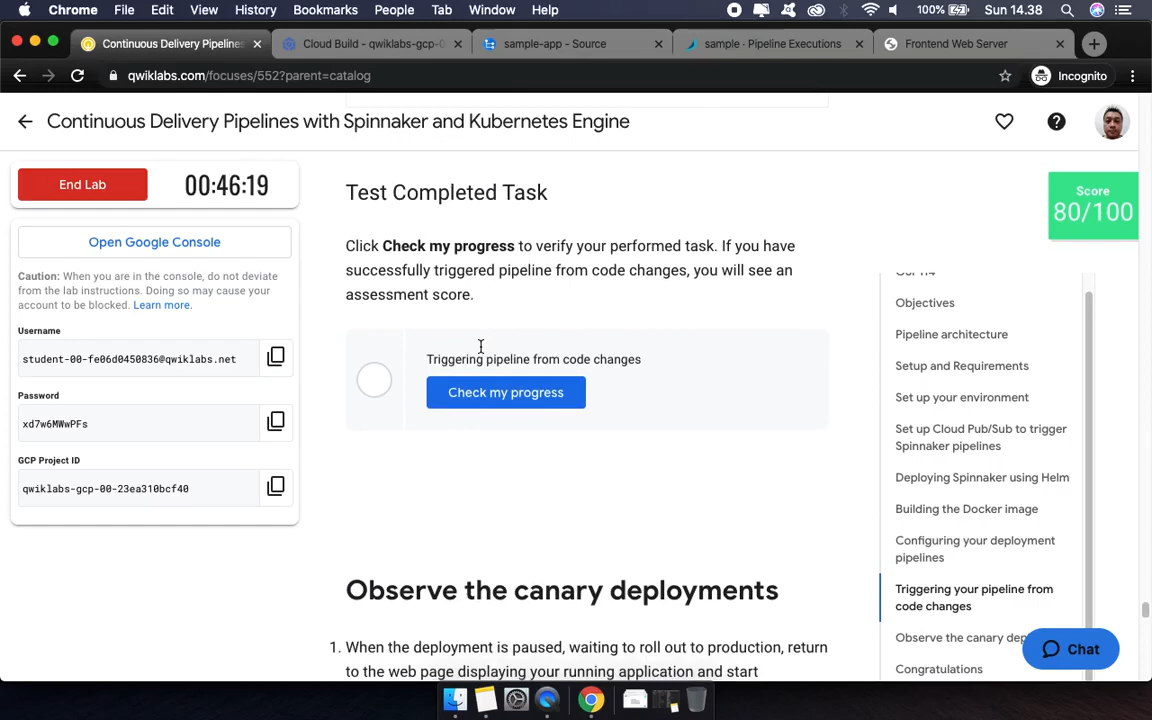 Chrome File Edit View History Bookmarks People Tab Window Help 100% Sun 14.38
Continuous Delivery Pipelines
Cloud Build - qwiklabs-gcp-0
sample-app - Source
sample · Pipeline Executions
Frontend Web Server
qwiklabs.com/focuses/552?parent=catalog
Incognito
Continuous Delivery Pipelines with Spinnaker and Kubernetes Engine
End Lab
00:46:19
Open Google Console
Caution: When you are in the console, do not deviate
from the lab instructions. Doing so may cause your
account to be blocked. Learn more.
Username
student-00-fe06d0450836@qwiklabs.net
Password
xd7w6MWwPFs
GCP Project ID
qwiklabs-gcp-00-23ea310bcf40
Test Completed Task
Click Check my progress to verify your performed task. If you have
successfully triggered pipeline from code changes, you will see an
assessment score.
Triggering pipeline from code changes
Check my progress
Observe the canary deployments
1. When the deployment is paused, waiting to roll out to production, return
to the web page displaying your running application and start
Score
80/100
Objectives
Pipeline architecture
Setup and Requirements
Set up your environment
Set up Cloud Pub/Sub to trigger
Spinnaker pipelines
Deploying Spinnaker using Helm
Building the Docker image
Configuring your deployment
pipelines
Triggering your pipeline from
code changes
Observe the canary dep
Congratulations
Chat